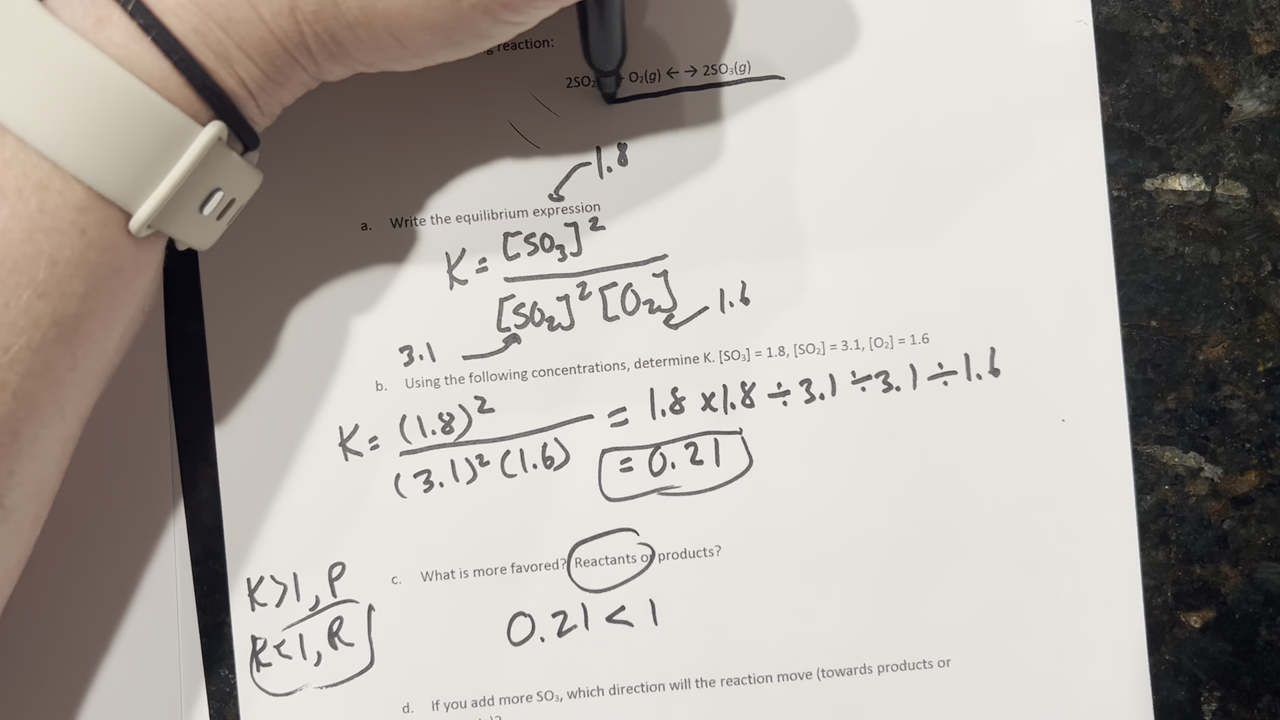 reaction:
2SO₂ O₂(g) ← → 2SO₃(g)
1.8
a. Write the equilibrium expression
K = [SO₃]²
[SO₂]² [O₂]
1.6
3.1
b. Using the following concentrations, determine K. [SO₃] = 1.8, [SO₂] = 3.1, [O₂] = 1.6
K = (1.8)² = 1.8 x 1.8 ÷ 3.1 ÷ 3.1 ÷ 1.6
(3.1)² (1.6) = 0.21
c. What is more favored? Reactants or products?
K>1, P
K<1, R
0.21 < 1
d. If you add more SO₃, which direction will the reaction move (towards products or